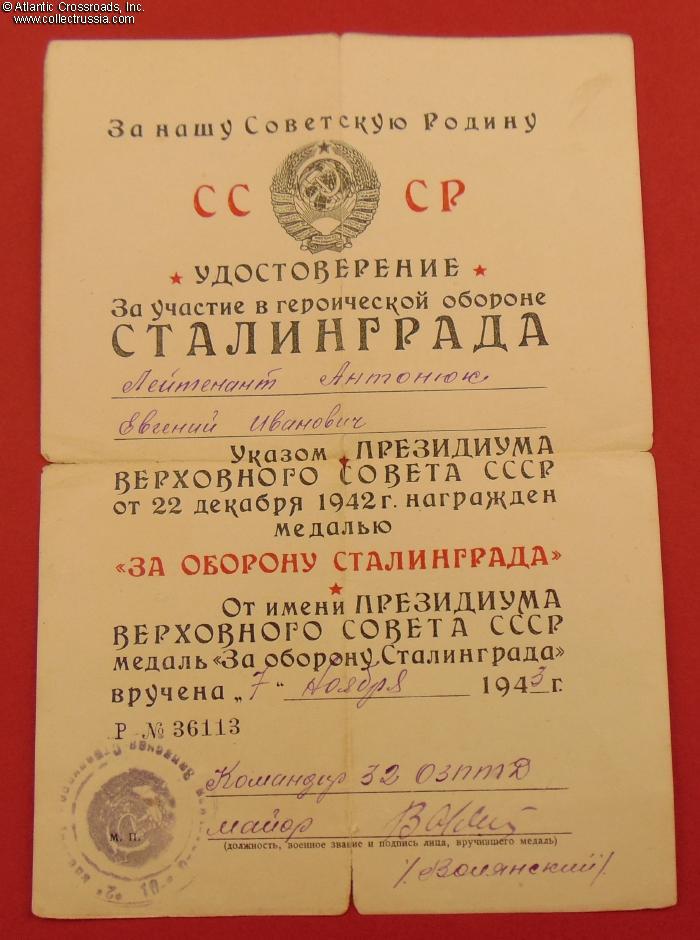 © Atlantic Crossroads, Inc.
www.collectrussia.com
За нашу Советскую Родину
СС СР
УДОСТОВЕРЕНИЕ
За участие в героической обороне
СТАЛИНГРАДА
Лейтенант Антонюк
Евгений Иванович
Указом ПРЕЗИДИУМА
ВЕРХОВНОГО СОВЕТА СССР
от 22 декабря 1942 г. награжден
медалью
«ЗА ОБОРОНУ СТАЛИНГРАДА»
От имени ПРЕЗИДИУМА
ВЕРХОВНОГО СОВЕТА СССР
медаль «За оборону Сталинграда»
вручена „7“ Ноября 1943 г.
Р № 36113
Командир 32 ОЗПТД
майор
М. П.
(должность, военное звание и подпись лица, вручившего медаль)
/Волянский/